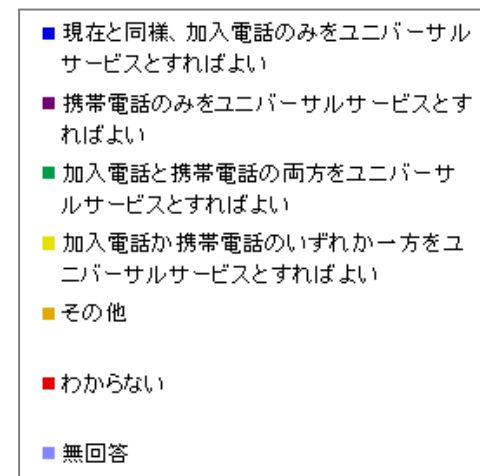 現在と同様、加入電話のみをユニバーサル
サービスとすればよい
携帯電話のみをユニバーサルサービスとす
ればよい
加入電話と携帯電話の両方をユニバーサ
ルサービスとすればよい
加入電話か携帯電話のいずれか一方をユ
ニバーサルサービスとすればよい
その他
わからない
無回答